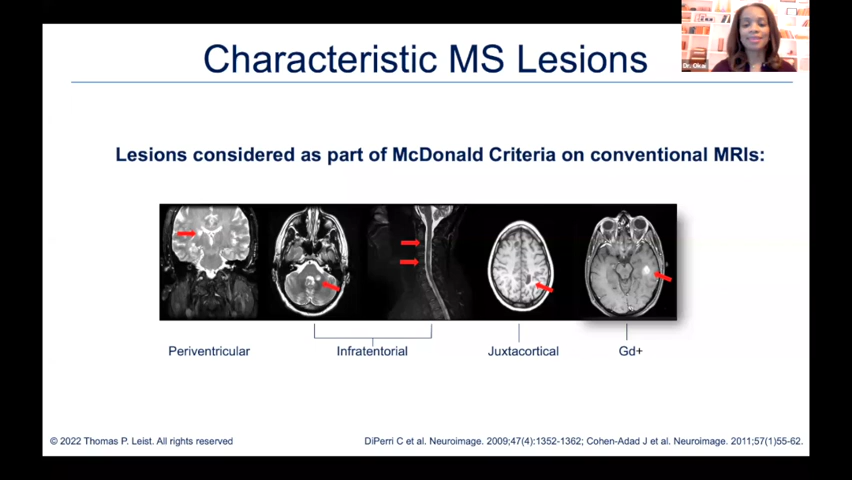 Characteristic MS Lesions
Dr. Okai
Lesions considered as part of McDonald Criteria on conventional MRIs:
Periventricular
Infratentorial
Juxtacortical
Gd+
© 2022 Thomas P. Leist. All rights reserved
DiPerri C et al. Neuroimage. 2009;47(4):1352-1362; Cohen-Adad J et al. Neuroimage. 2011;57(1)55-62.